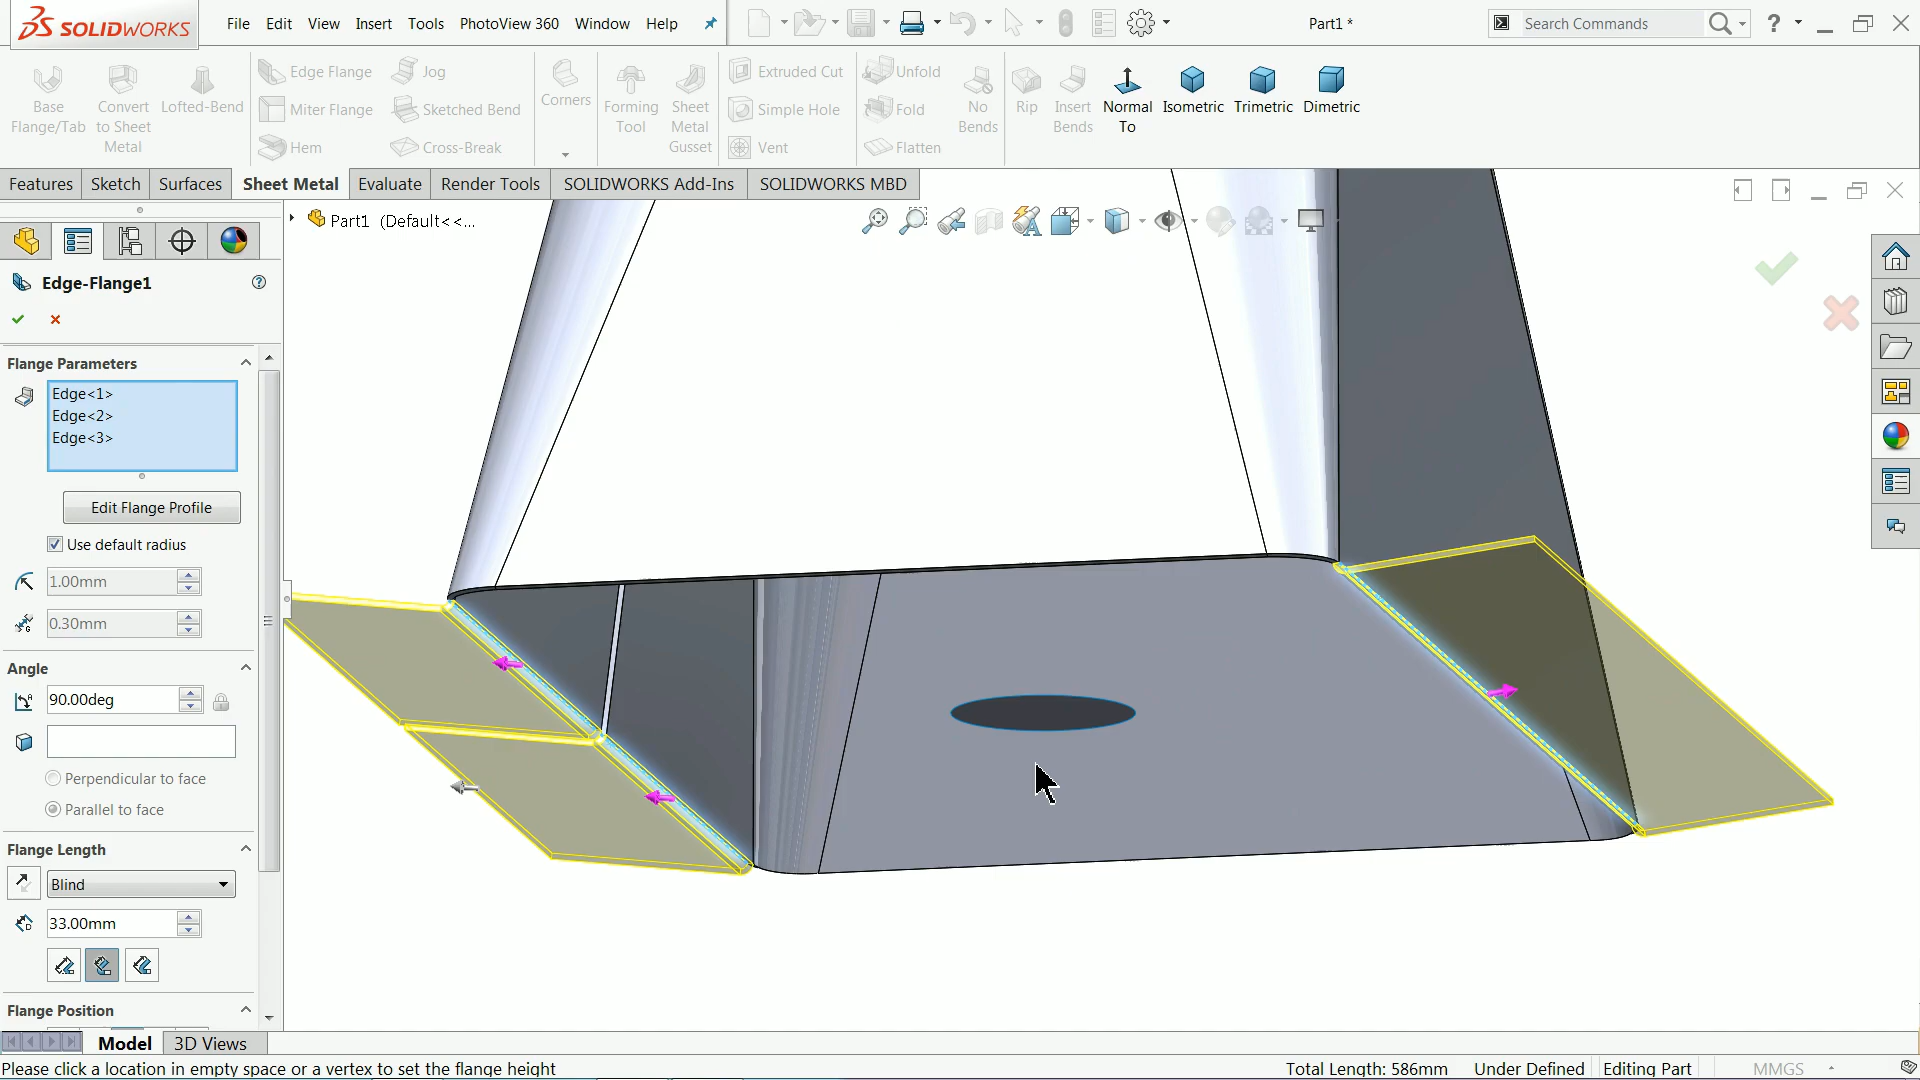 SOLIDWORKS File Edit View Insert Tools PhotoView 360 Window Help Part1 * Search Commands ?
Base Flange/Tab
Convert to Sheet Metal
Lofted-Bend
Edge Flange
Miter Flange
Hem
Jog
Sketched Bend
Cross-Break
Corners
Forming Tool
Sheet Metal Gusset
Extruded Cut
Simple Hole
Vent
Unfold
Fold
Flatten
No Bends
Rip
Insert Bends
Normal To
Isometric
Trimetric
Dimetric
Features Sketch Surfaces Sheet Metal Evaluate Render Tools SOLIDWORKS Add-Ins SOLIDWORKS MBD
Part1 (Default<<...
Edge-Flange1
Flange Parameters
Edge<1>
Edge<2>
Edge<3>
Edit Flange Profile
Use default radius
1.00mm
0.30mm
Angle
90.00deg
Perpendicular to face
Parallel to face
Flange Length
Blind
33.00mm
Flange Position
Model 3D Views
Please click a location in empty space or a vertex to set the flange height Total Length: 586mm Under Defined Editing Part MMGS